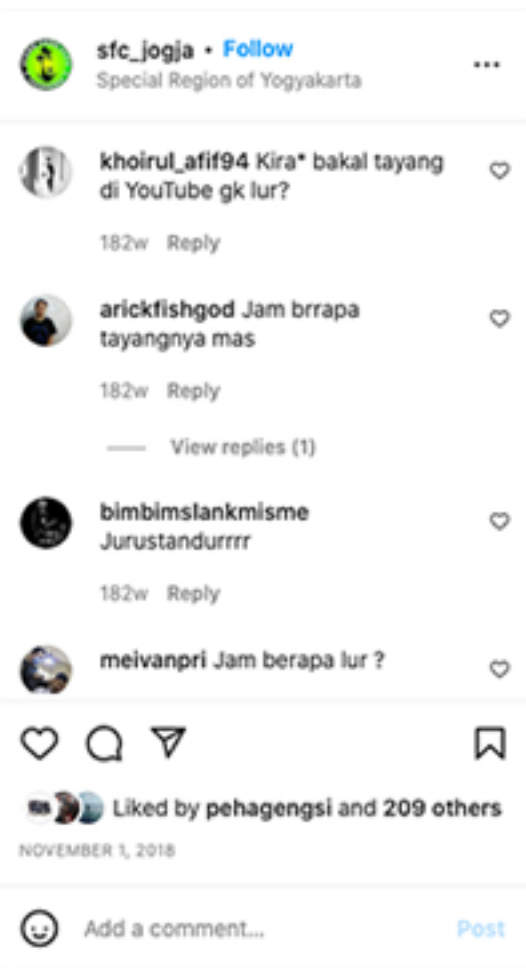 sfc_jogja • Follow
Special Region of Yogyakarta
khoirul_afif94 Kira* bakal tayang
di YouTube gk lur?
182w Reply
arickfishgod Jam brrapa
tayangnya mas
182w Reply
View replies (1)
bimbimslankmisme
Jurustandurrrr
182w Reply
meivanpri Jam berapa lur ?
Liked by pehagengsi and 209 others
NOVEMBER 1, 2018
Add a comment... Post